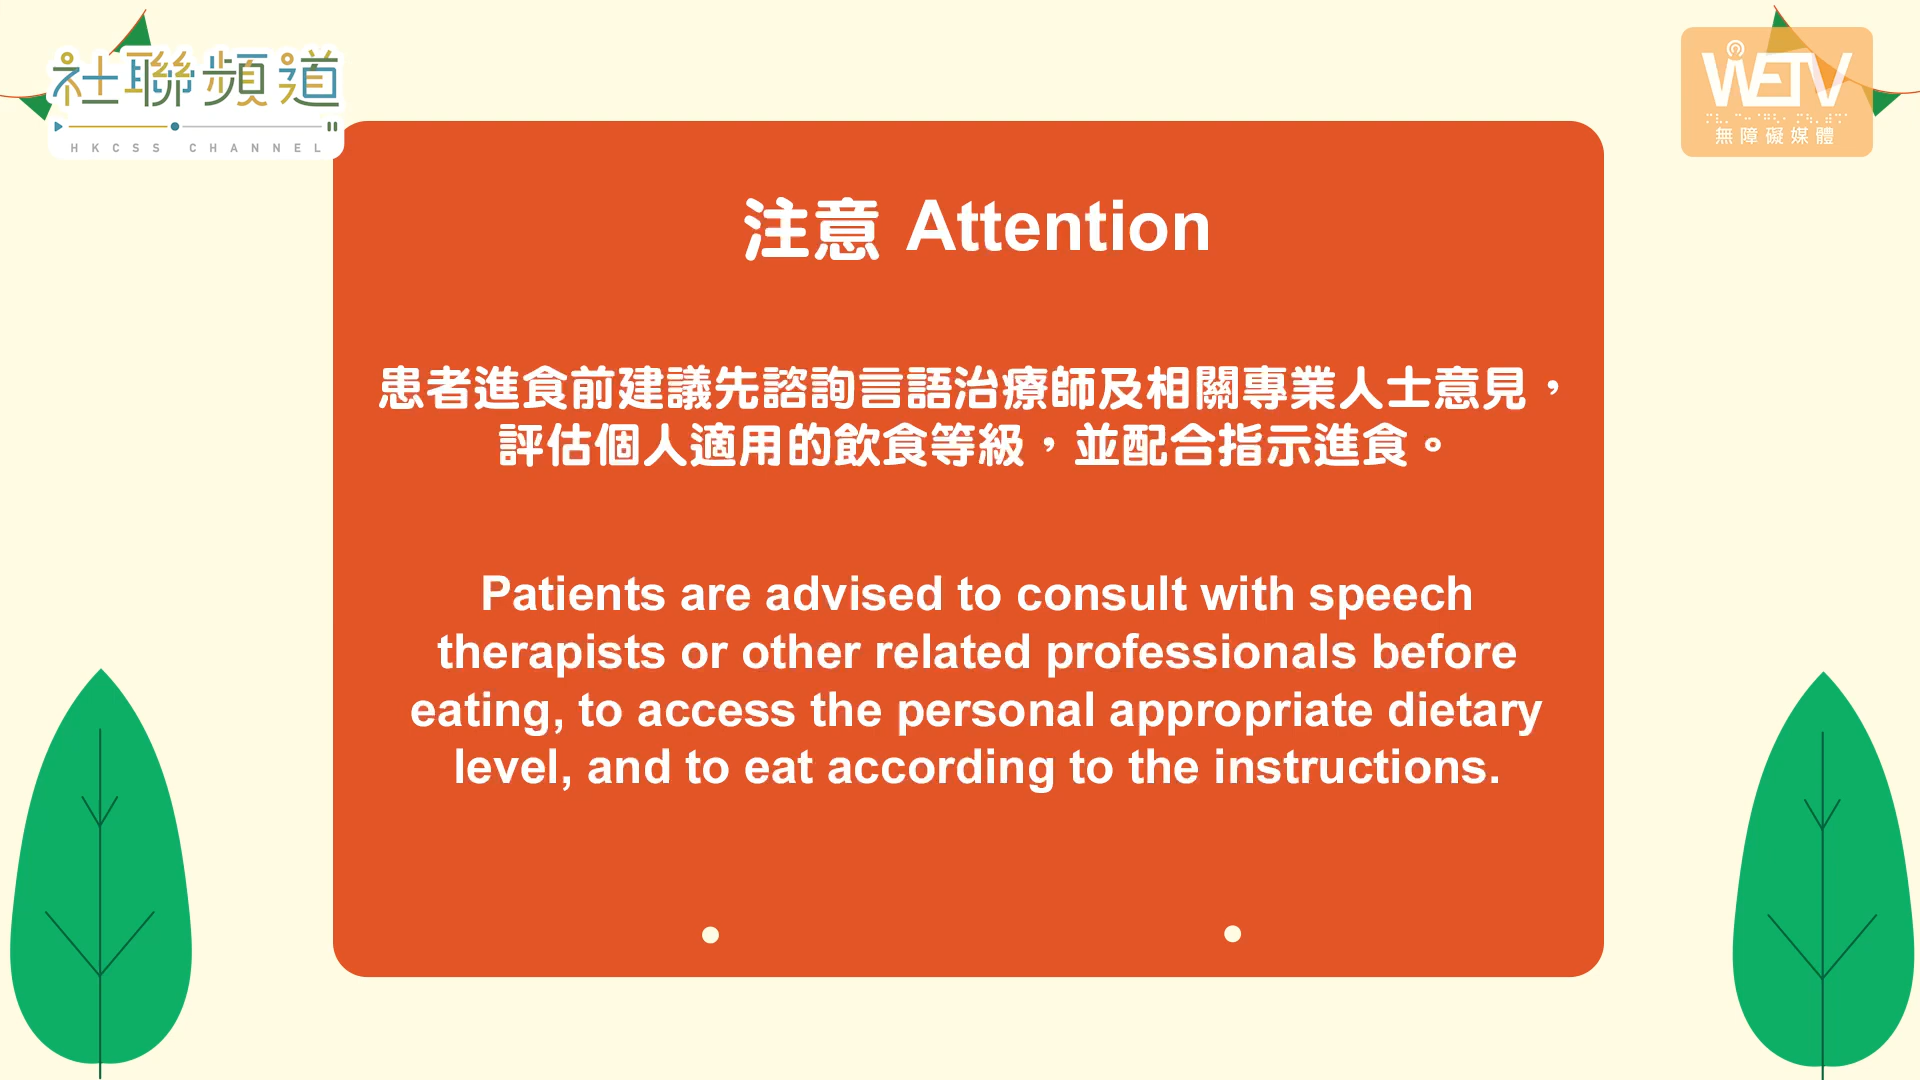 社聯頻道
HKCSS CHANNEL
WETV
無障礙媒體
注意 Attention
患者進食前建議先諮詢言語治療師及相關專業人士意見，
評估個人適用的飲食等級，並配合指示進食。
Patients are advised to consult with speech
therapists or other related professionals before
eating, to access the personal appropriate dietary
level, and to eat according to the instructions.